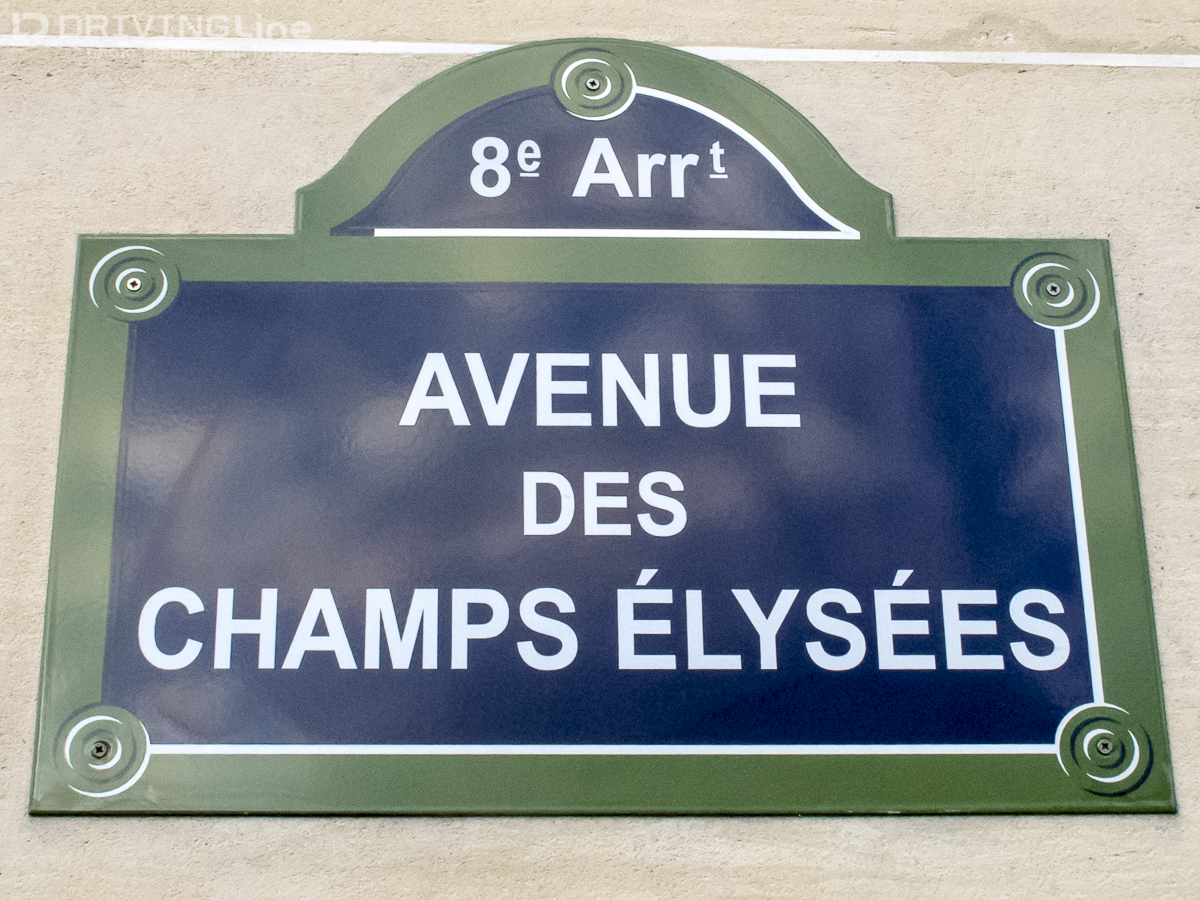 DRIVINGLine
8e Arrt
AVENUE
DES
CHAMPS ÉLYSÉES